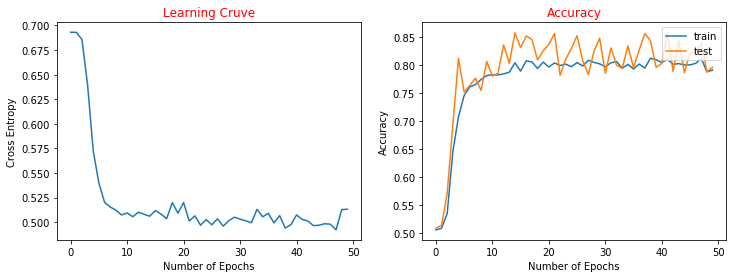 Learning Cruve
Cross Entropy
0.700
0.675
0.650
0.625
0.600
0.575
0.550
0.525
0.500
0 10 20 30 40 50
Number of Epochs
Accuracy
Accuracy
0.85
0.80
0.75
0.70
0.65
0.60
0.55
0.50
train
test
0 10 20 30 40 50
Number of Epochs